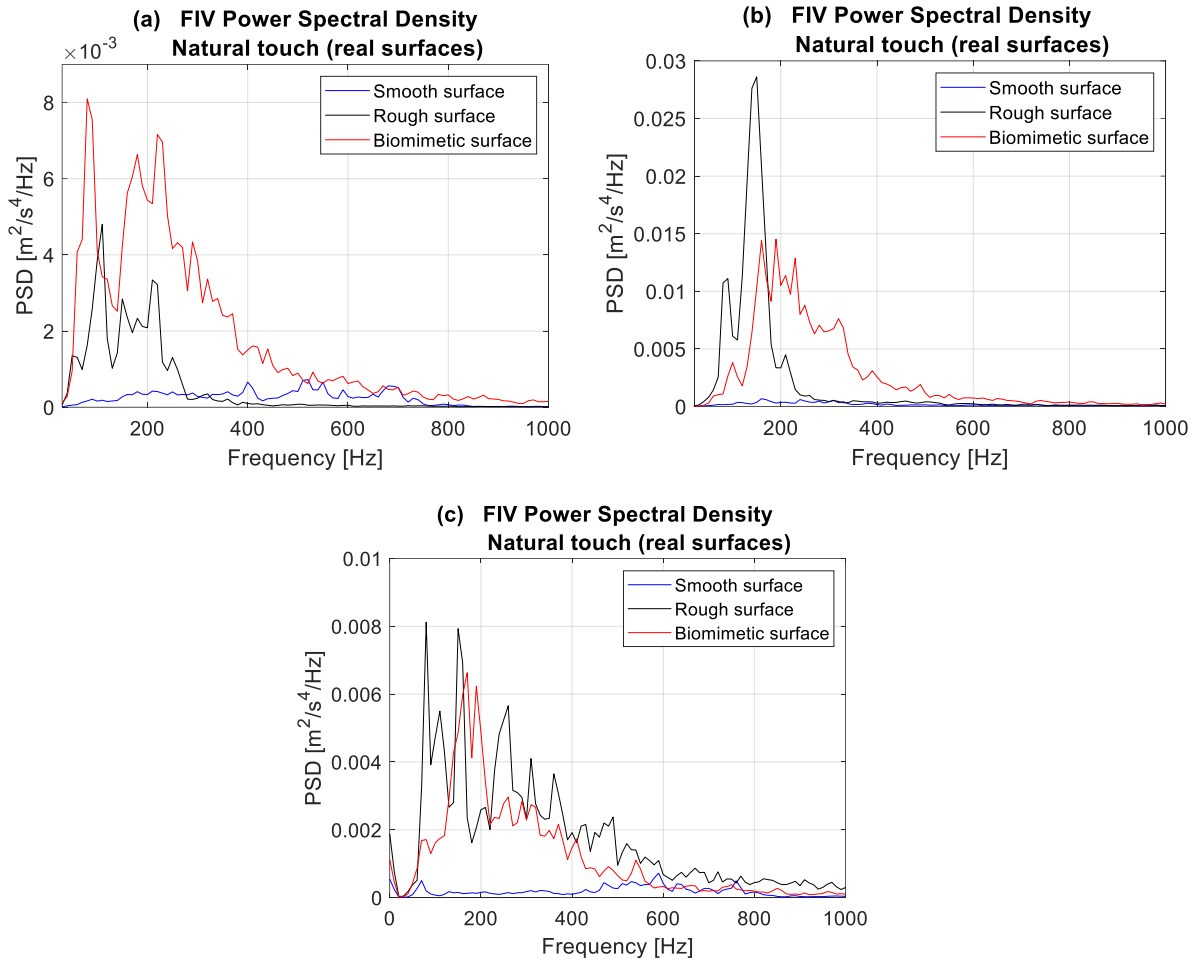 (a) FIV Power Spectral Density
Natural touch (real surfaces)
×10⁻³
Smooth surface
Rough surface
Biomimetic surface
8
6
4
2
0
PSD [m²/s⁴/Hz]
200 400 600 800 1000
Frequency [Hz]
(b) FIV Power Spectral Density
Natural touch (real surfaces)
Smooth surface
Rough surface
Biomimetic surface
0.03
0.025
0.02
0.015
0.01
0.005
0
PSD [m²/s⁴/Hz]
200 400 600 800 1000
Frequency [Hz]
(c) FIV Power Spectral Density
Natural touch (real surfaces)
Smooth surface
Rough surface
Biomimetic surface
0.01
0.008
0.006
0.004
0.002
0
PSD [m²/s⁴/Hz]
0 200 400 600 800 1000
Frequency [Hz]